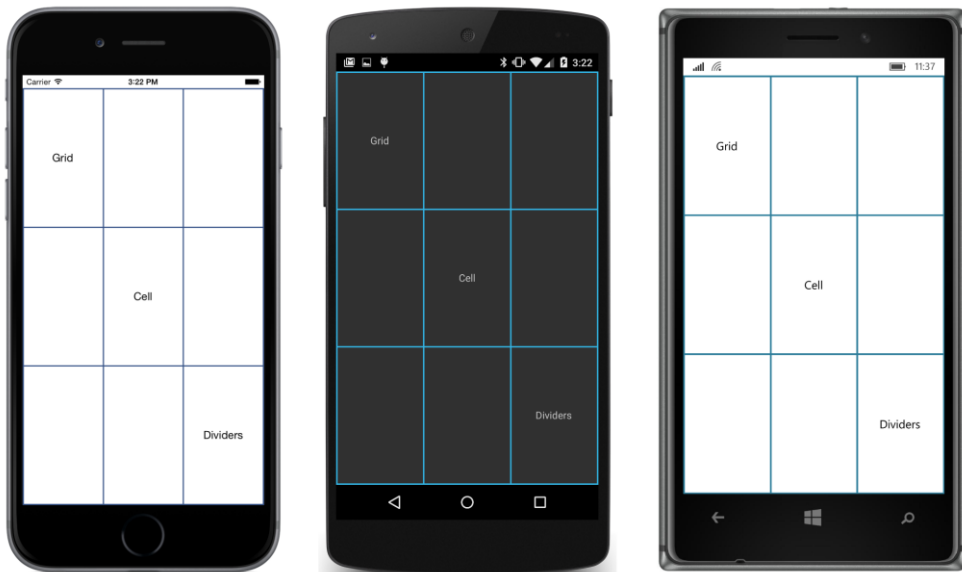 Carrier 3:22 PM
Grid
Cell
Dividers
3:22
Grid
Cell
Dividers
11:37
Grid
Cell
Dividers